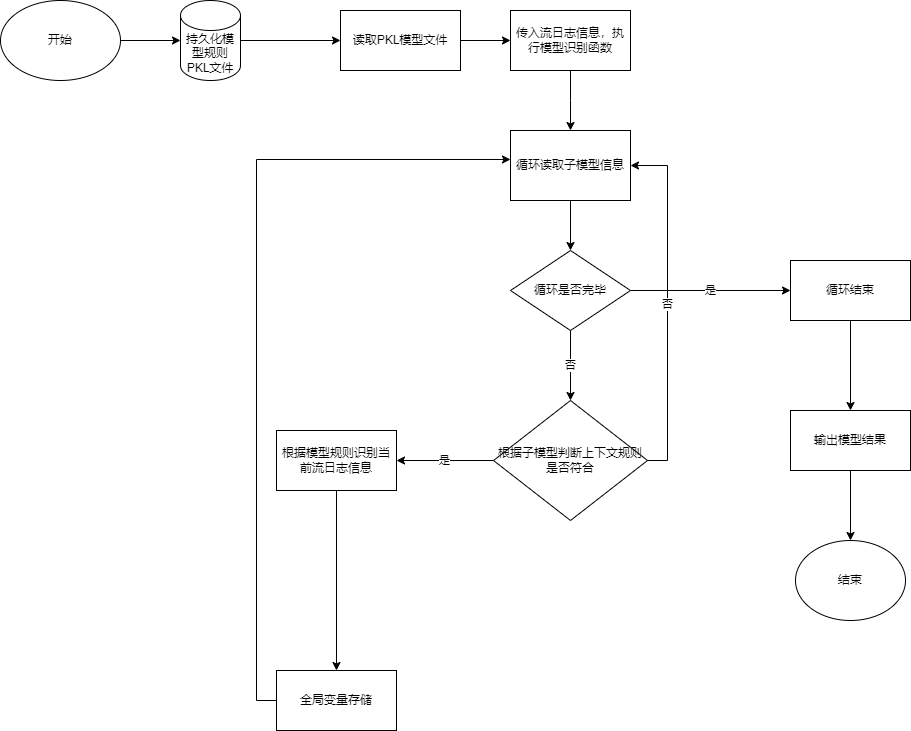 开始
持久化模
型规则
PKL文件
读取PKL模型文件
传入流日志信息，执
行模型识别函数
循环读取子模型信息
循环是否完毕
是
循环结束
否
否
根据模型规则识别当
前流日志信息
是
根据子模型判断上下文规则
是否符合
输出模型结果
结束
全局变量存储